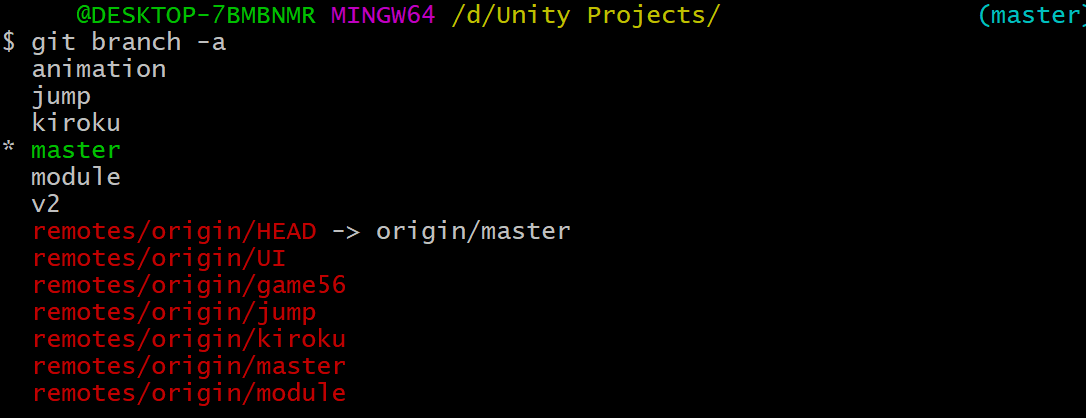 @DESKTOP-7BMBNMR MINGW64 /d/Unity Projects/ (master)
$ git branch -a
animation
jump
kiroku
* master
module
v2
remotes/origin/HEAD -> origin/master
remotes/origin/UI
remotes/origin/game56
remotes/origin/jump
remotes/origin/kiroku
remotes/origin/master
remotes/origin/module